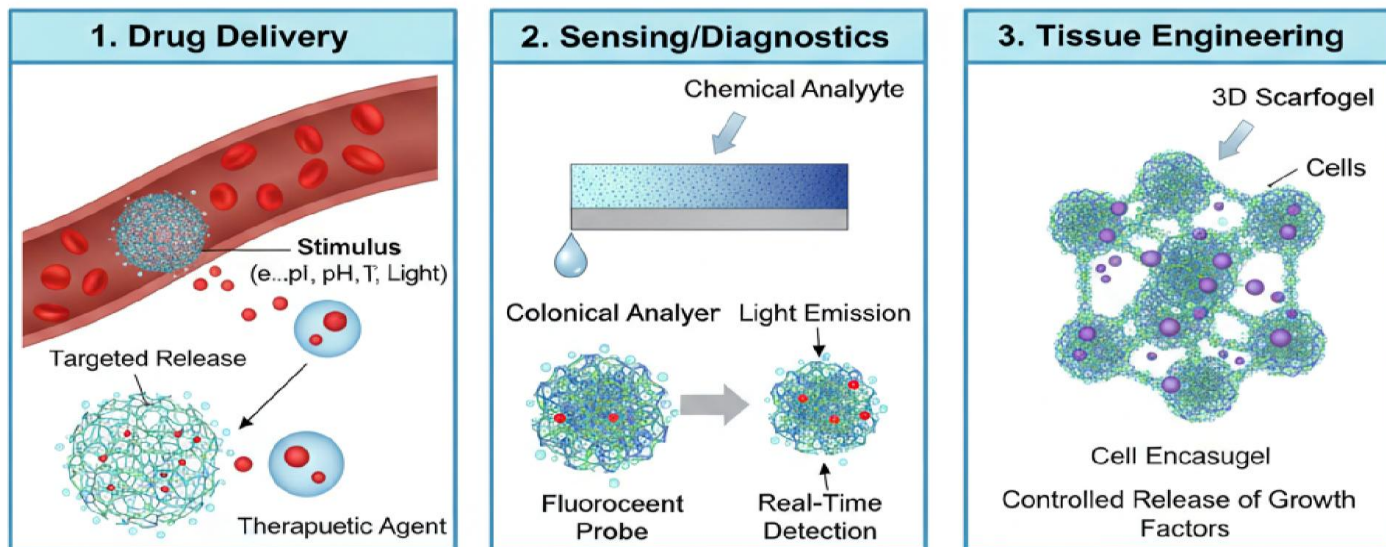 1. Drug Delivery
Stimulus
(e...pI, pH, T, Light)
Targeted Release
Therapuetic Agent
2. Sensing/Diagnostics
Chemical Analyyte
Colonical Analyer
Light Emission
Fluoroceent
Probe
Real-Time
Detection
3. Tissue Engineering
3D Scarfogel
Cells
Cell Encasugel
Controlled Release of Growth
Factors